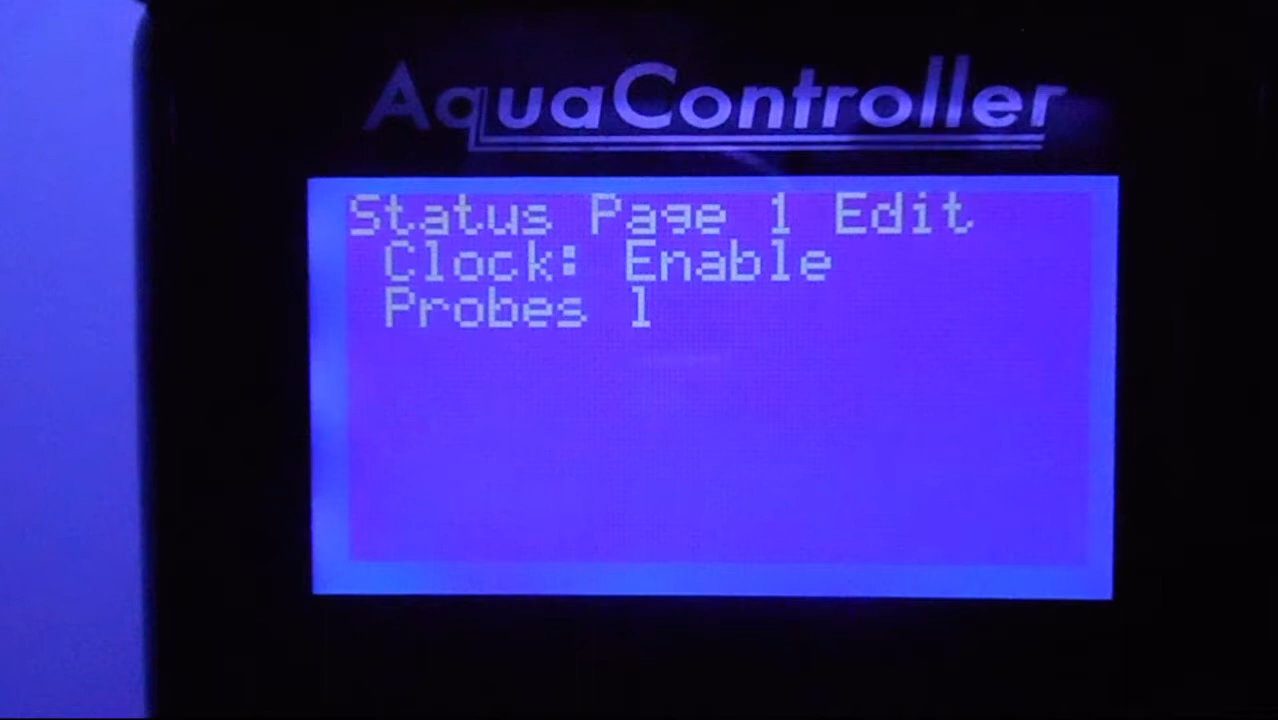 AquaController
Status Page 1 Edit
Clock: Enable
Probes 1